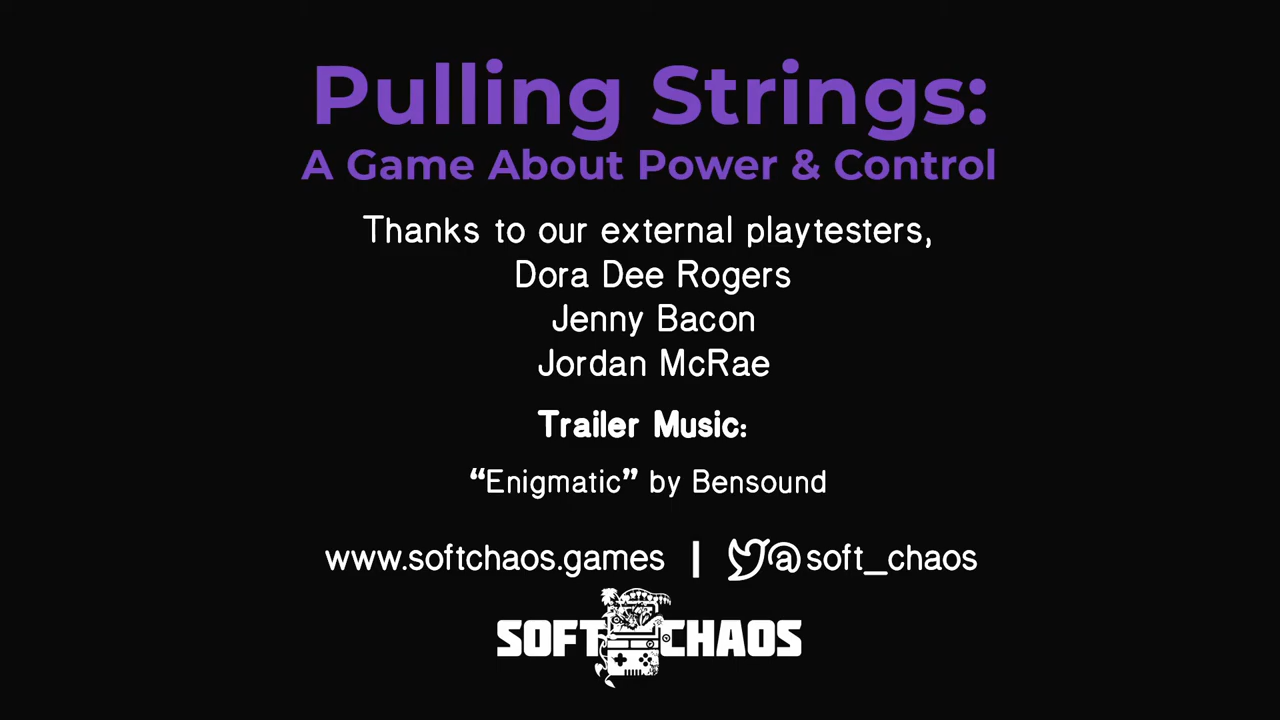 Pulling Strings:
A Game About Power & Control
Thanks to our external playtesters,
Dora Dee Rogers
Jenny Bacon
Jordan McRae
Trailer Music:
“Enigmatic” by Bensound
www.softchaos.games | @soft_chaos
SOFT CHAOS